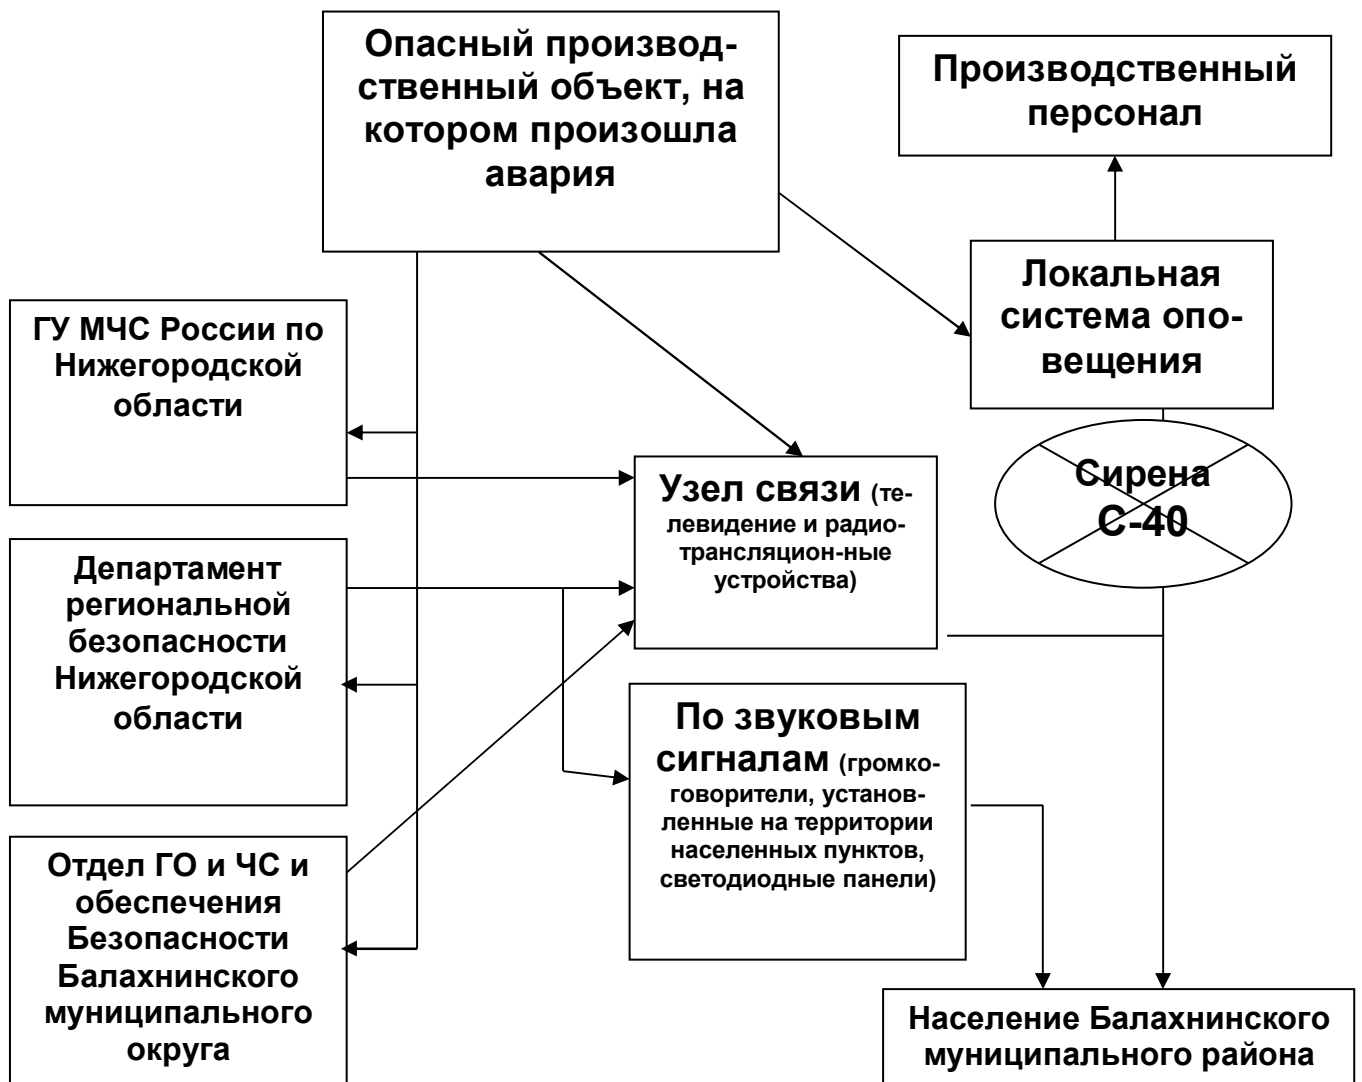 Опасный производ-
ственный объект, на
котором произошла
авария
Производственный
персонал
Локальная
система опо-
вещения
ГУ МЧС России по
Нижегородской
области
Сирена
С-40
Узел связи (те-
левидение и радио-
трансляцион-ные
устройства)
Департамент
региональной
безопасности
Нижегородской
области
По звуковым
сигналам (громко-
говорители, установ-
ленные на территории
населенных пунктов,
светодиодные панели)
Отдел ГО и ЧС и
обеспечения
Безопасности
Балахнинского
муниципального
округа
Население Балахнинского
муниципального района